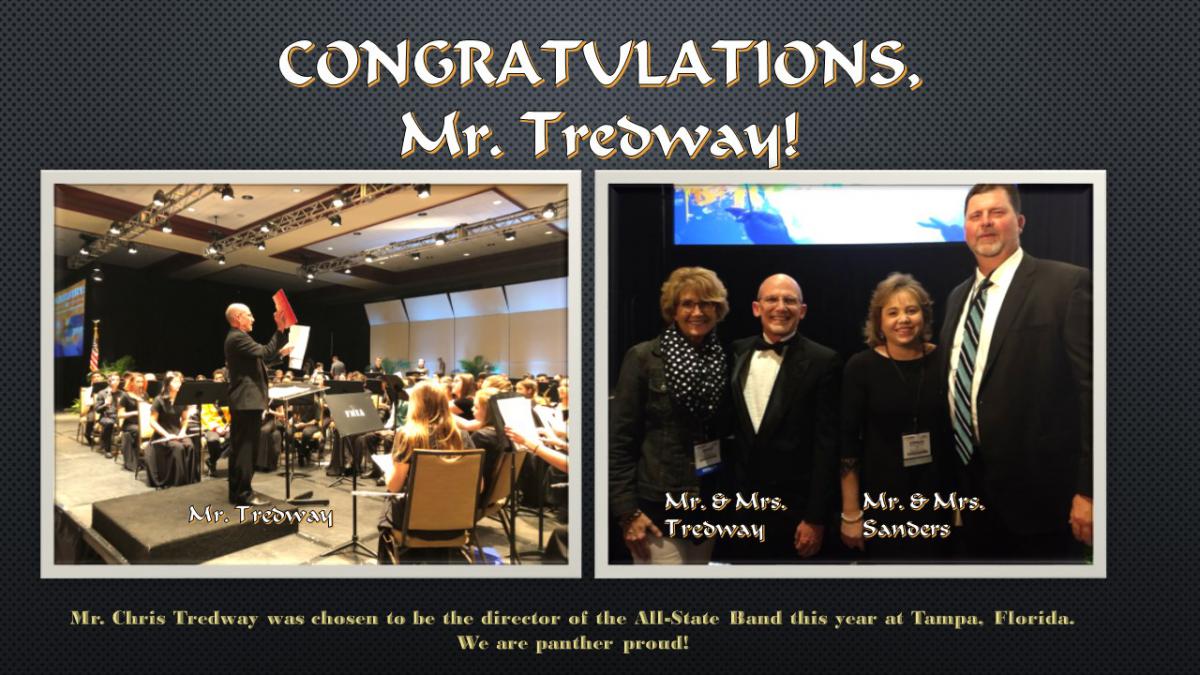 CONGRATULATIONS,
Mr. Tredway!
Mr. Tredway
Mr. & Mrs.
Tredway
Mr. & Mrs.
Sanders
Mr. Chris Tredway was chosen to be the director of the All-State Band this year at Tampa, Florida.
We are panther proud!